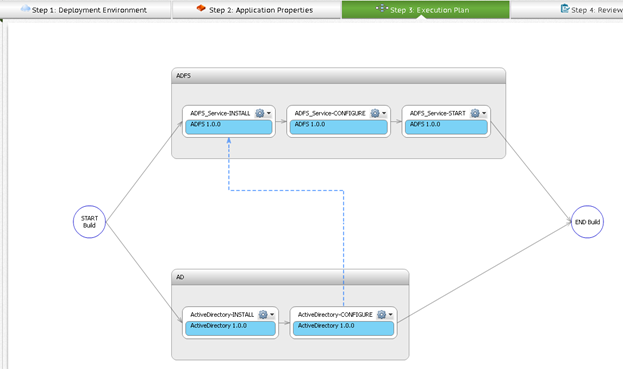 Step 1: Deployment Environment
Step 2: Application Properties
Step 3: Execution Plan
Step 4: Review
ADFS
ADFS_Service-INSTALL
ADFS 1.0.0
ADFS_Service-CONFIGURE
ADFS 1.0.0
ADFS_Service-START
ADFS 1.0.0
START
Build
END Build
AD
ActiveDirectory-INSTALL
ActiveDirectory 1.0.0
ActiveDirectory-CONFIGURE
ActiveDirectory 1.0.0